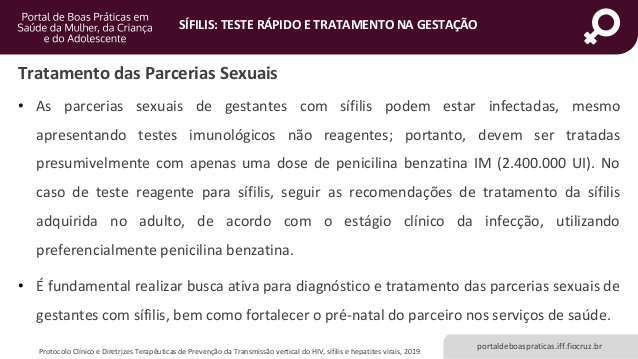 Portal de Boas Práticas em
Saúde da Mulher, da Criança
e do Adolescente
SÍFILIS: TESTE RÁPIDO E TRATAMENTO NA GESTAÇÃO
Tratamento das Parcerias Sexuais
• As parcerias sexuais de gestantes com sífilis podem estar infectadas, mesmo
apresentando testes imunológicos não reagentes; portanto, devem ser tratadas
presumivelmente com apenas uma dose de penicilina benzatina IM (2.400.000 UI). No
caso de teste reagente para sífilis, seguir as recomendações de tratamento da sífilis
adquirida no adulto, de acordo com o estágio clínico da infecção, utilizando
preferencialmente penicilina benzatina.
• É fundamental realizar busca ativa para diagnóstico e tratamento das parcerias sexuais de
gestantes com sífilis, bem como fortalecer o pré-natal do parceiro nos serviços de saúde.
Protocolo Clínico e Diretrizes Terapêuticas de Prevenção da Transmissão vertical do HIV, sífilis e hepatites virais, 2019.
portaldeboaspraticas.iff.fiocruz.br